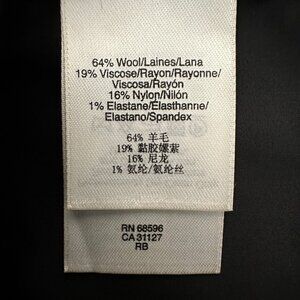 64% Wool/Laines/Lana
19% Viscose/Rayon/Rayonne/
Viscosa/Rayón
16% Nylon/Nilón
1% Elastane/Élasthanne/
Elastano/Spandex
64% 羊毛
19% 黏胶嫘萦
16% 尼龙
1% 氨纶/氨纶丝
RN 68596
CA 31127
RB